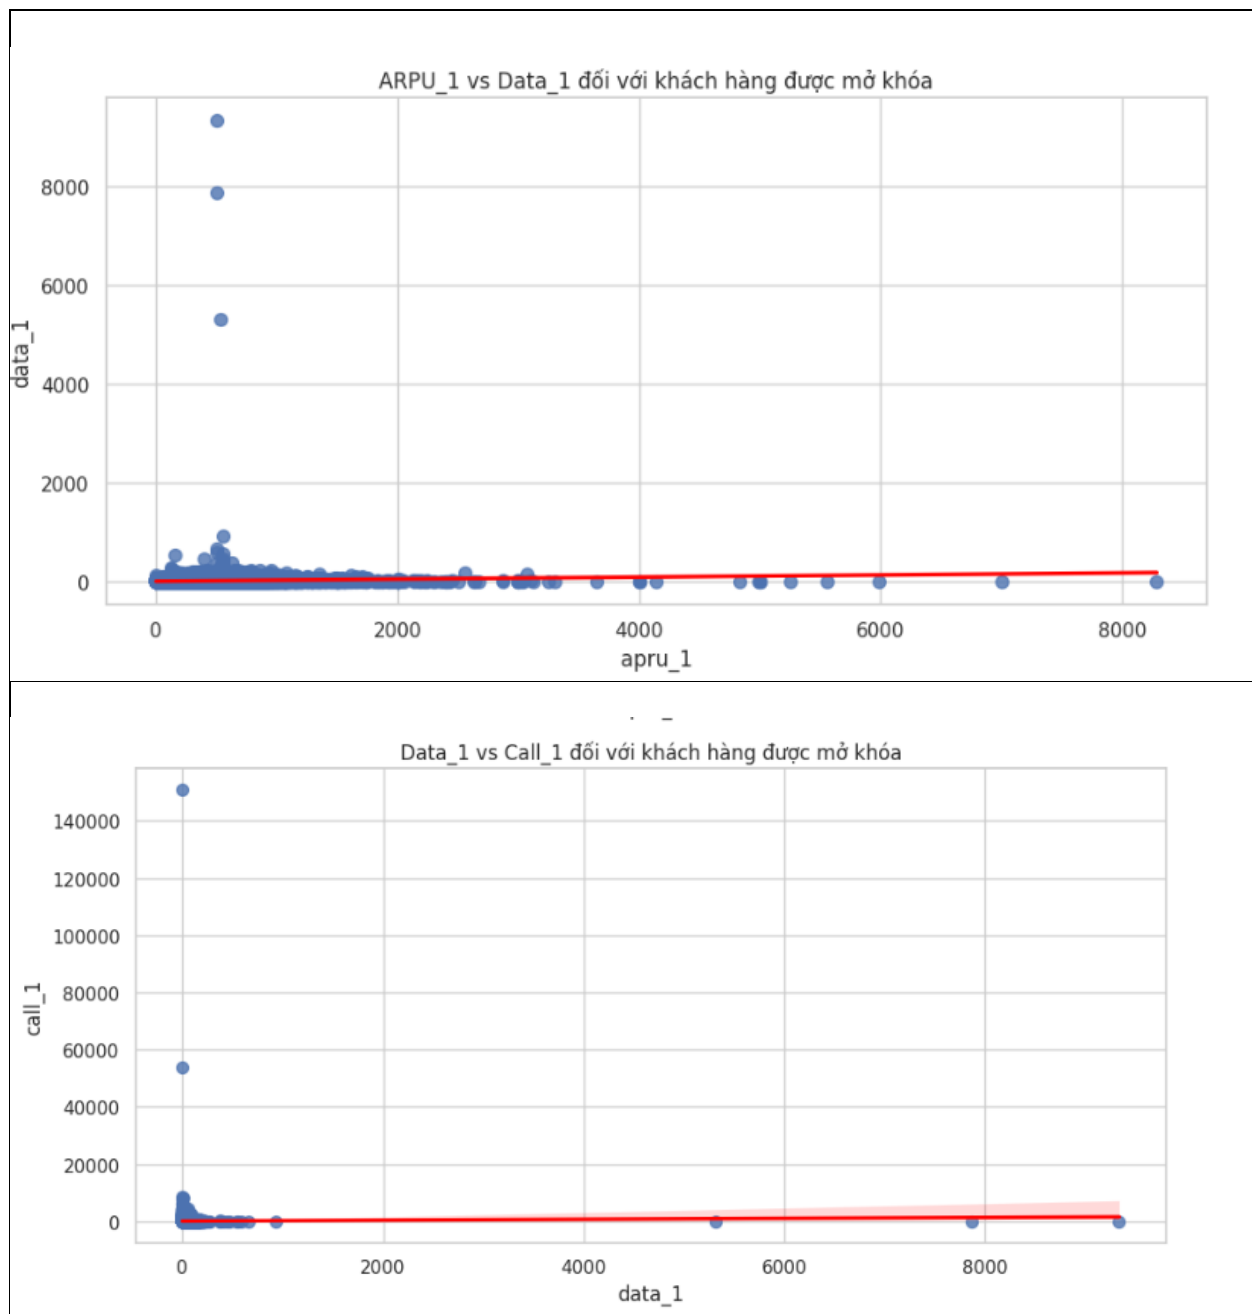 ARPU_1 vs Data_1 đối với khách hàng được mở khóa
8000
6000
4000
2000
0
data_1
0 2000 4000 6000 8000
apru_1
Data_1 vs Call_1 đối với khách hàng được mở khóa
140000
120000
100000
80000
60000
40000
20000
0
call_1
0 2000 4000 6000 8000
data_1